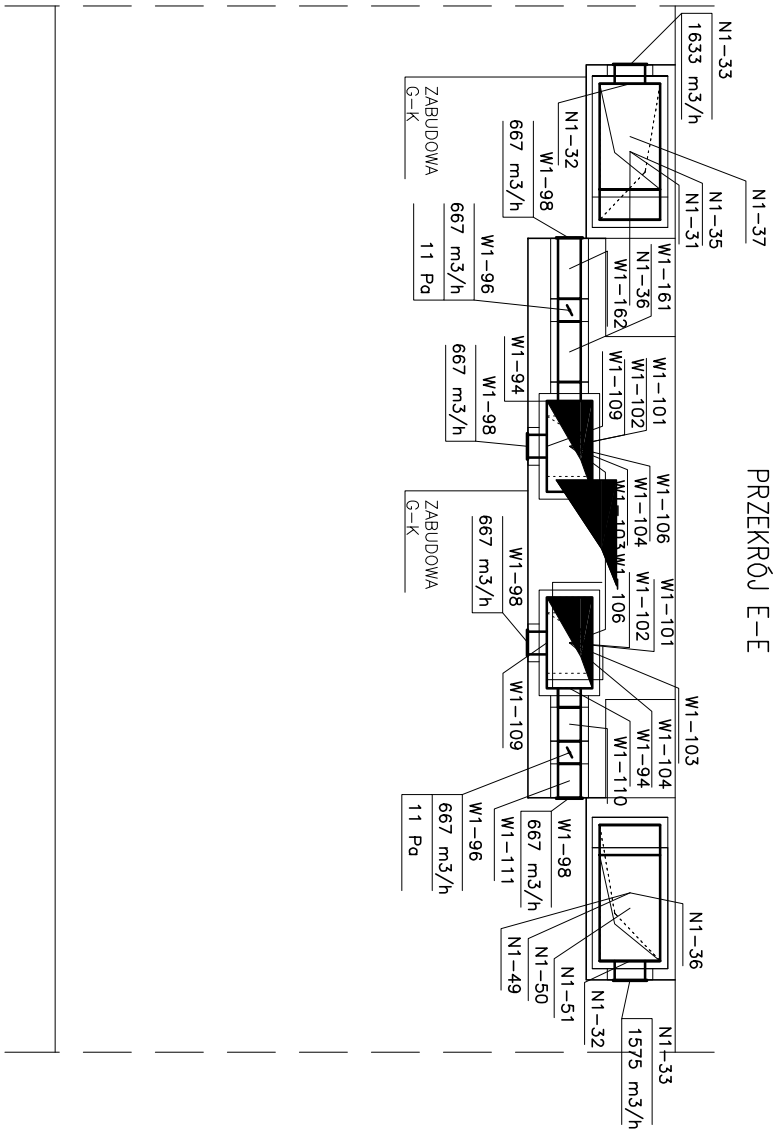 PRZEKRÓJ E-E
N1-33
1633 m3/h
N1-32
N1-37
N1-35
N1-31
N1-36
ZABUDOWA
G-K
W1-98
667 m3/h
W1-96
667 m3/h
11 Pa
W1-161
W1-162
W1-94
W1-98
667 m3/h
W1-101
W1-102
W1-109
W1-106
W1-104
W1-103
ZABUDOWA
G-K
W1-98
667 m3/h
W1-101
W1-102
W1-106
W1-109
W1-103
W1-104
W1-94
W1-110
W1-96
667 m3/h
11 Pa
W1-111
W1-98
667 m3/h
N1-36
N1-49
N1-50
N1-51
N1-32
N1-33
1575 m3/h